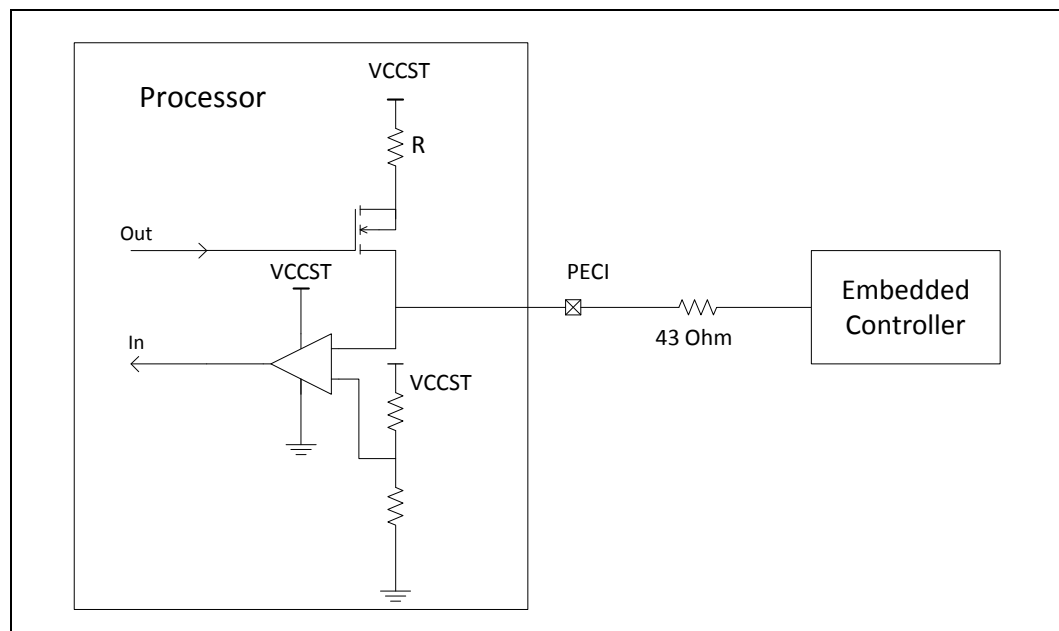 VCCST
Processor
R
Out
VCCST
PECI
Embedded
Controller
In
43 Ohm
VCCST